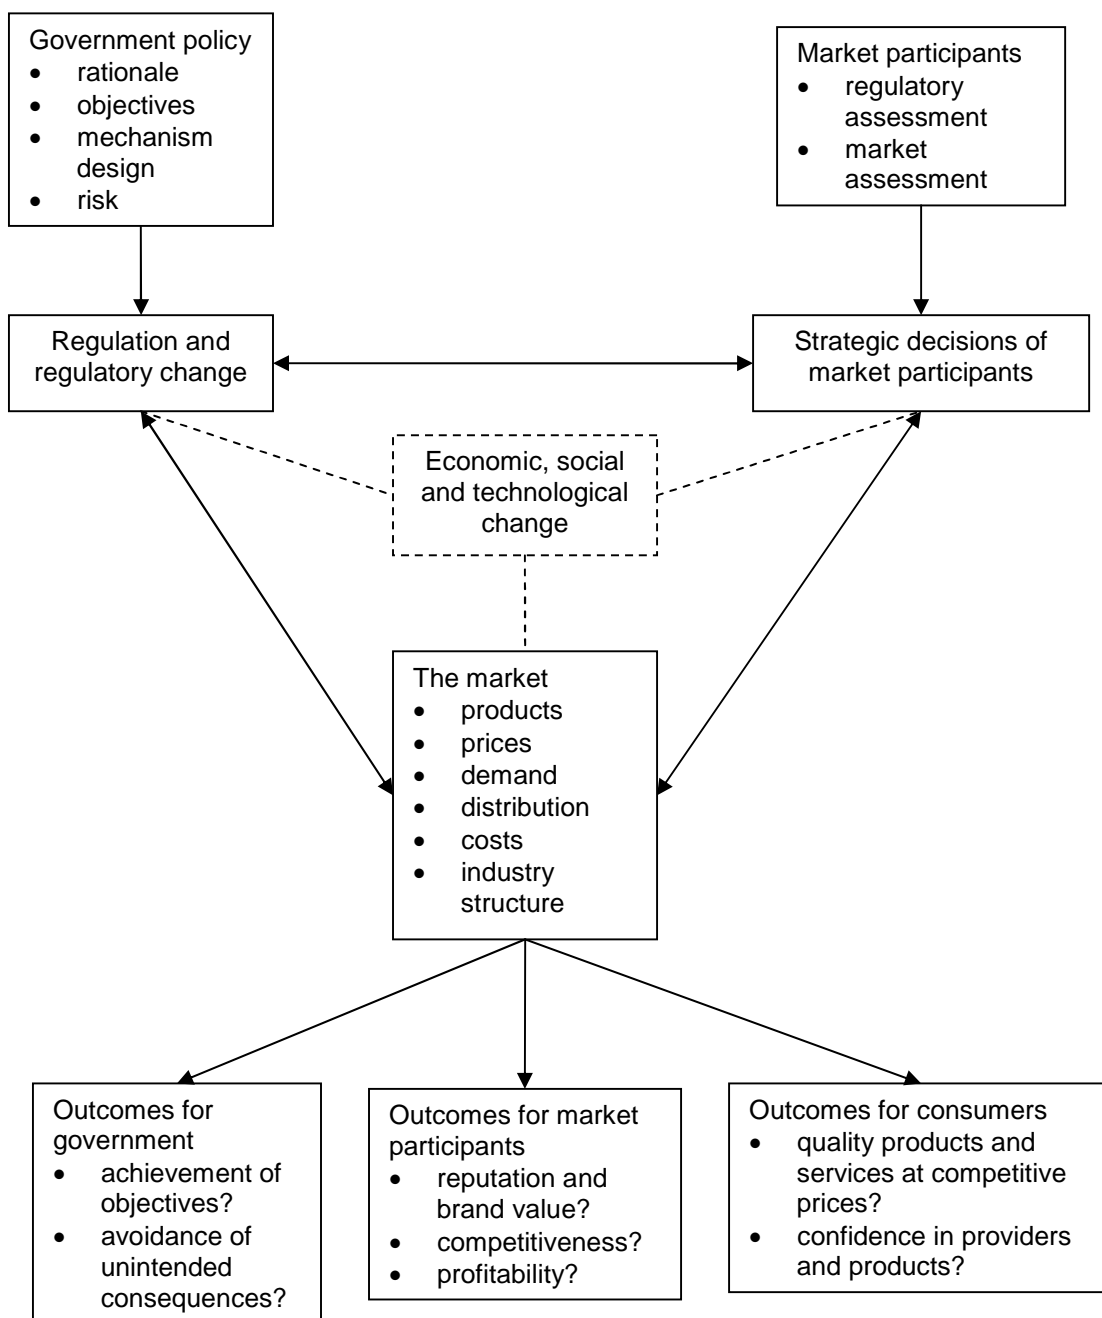 Government policy
• rationale
• objectives
• mechanism
design
• risk
Market participants
• regulatory
assessment
• market
assessment
Regulation and
regulatory change
Strategic decisions of
market participants
Economic, social
and technological
change
The market
• products
• prices
• demand
• distribution
• costs
• industry
structure
Outcomes for
government
• achievement of
objectives?
• avoidance of
unintended
consequences?
Outcomes for market
participants
• reputation and
brand value?
• competitiveness?
• profitability?
Outcomes for consumers
• quality products and
services at competitive
prices?
• confidence in providers
and products?